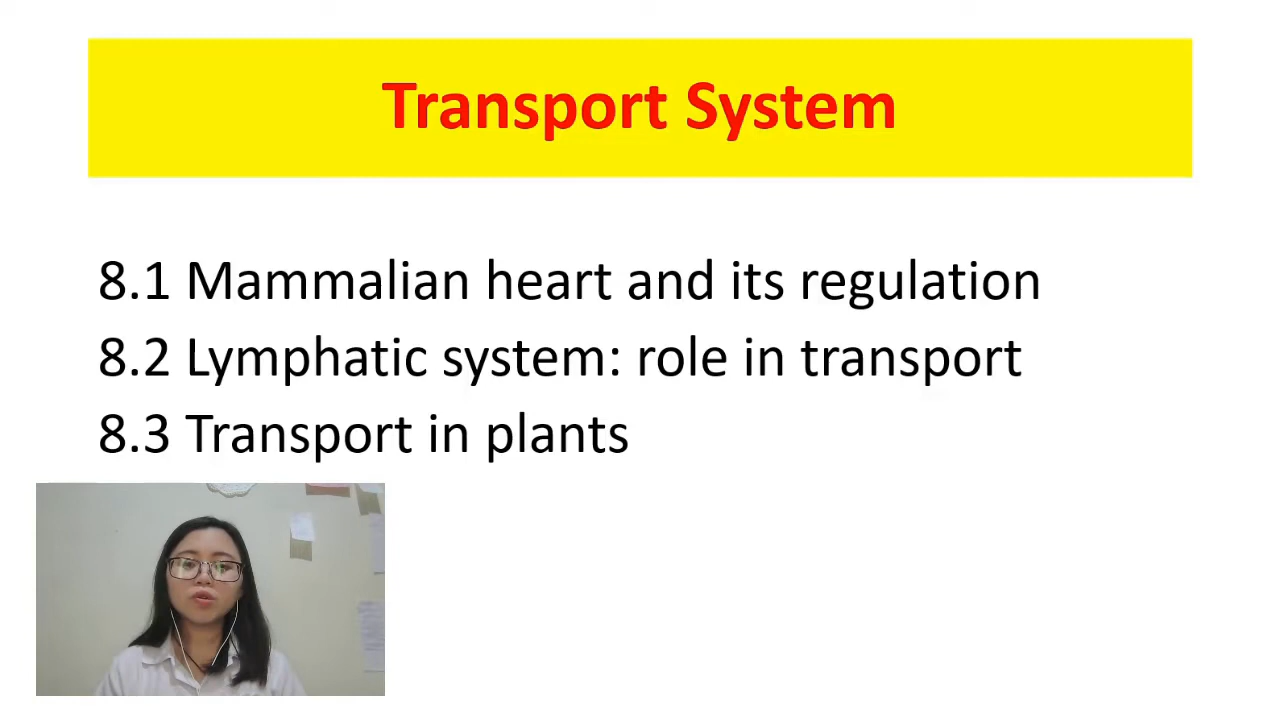 Transport System
8.1 Mammalian heart and its regulation
8.2 Lymphatic system: role in transport
8.3 Transport in plants